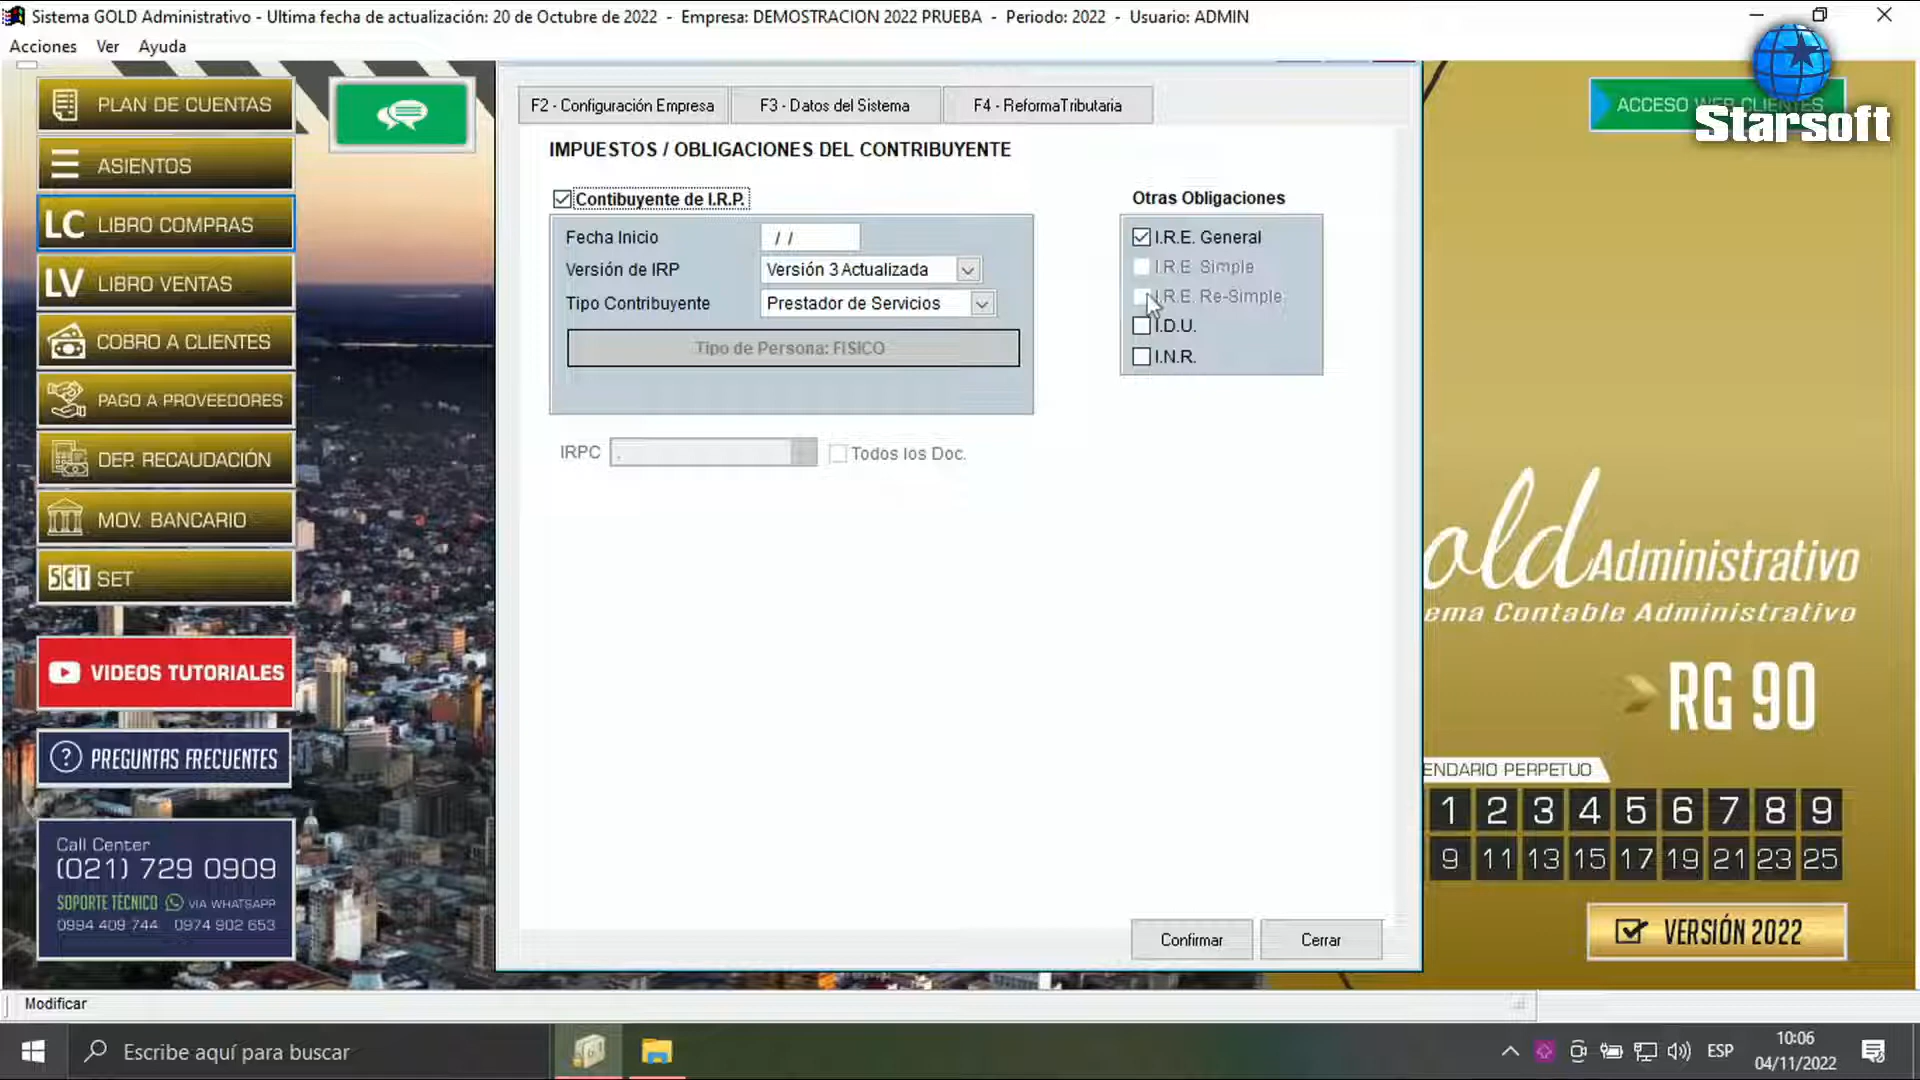 Sistema GOLD Administrativo - Ultima fecha de actualización: 20 de Octubre de 2022 - Empresa: DEMOSTRACION 2022 PRUEBA - Periodo: 2022 - Usuario: ADMIN
Acciones Ver Ayuda
PLAN DE CUENTAS
ASIENTOS
LC LIBRO COMPRAS
LV LIBRO VENTAS
COBRO A CLIENTES
PAGO A PROVEEDORES
DEP. RECAUDACIÓN
MOV. BANCARIO
SET SET
VIDEOS TUTORIALES
? PREGUNTAS FRECUENTES
Call Center
(021) 729 0909
SOPORTE TÉCNICO VIA WHATSAPP
0994 409 744 0974 902 653
F2 - Configuración Empresa
F3 - Datos del Sistema
F4 - ReformaTributaria
IMPUESTOS / OBLIGACIONES DEL CONTRIBUYENTE
Contibuyente de I.R.P.
Fecha Inicio / /
Versión de IRP Versión 3 Actualizada
Tipo Contribuyente Prestador de Servicios
Tipo de Persona: FISICO
IRPC . Todos los Doc.
Otras Obligaciones
I.R.E. General
I.R.E. Simple
I.R.E. Re-Simple
I.D.U.
I.N.R.
Confirmar Cerrar
ACCESO WEB CLIENTES
Starsoft
old Administrativo
ema Contable Administrativo
RG 90
ENDARIO PERPETUO
1 2 3 4 5 6 7 8 9
9 11 13 15 17 19 21 23 25
VERSIÓN 2022
Modificar
Escribe aquí para buscar
ESP
10:06
04/11/2022